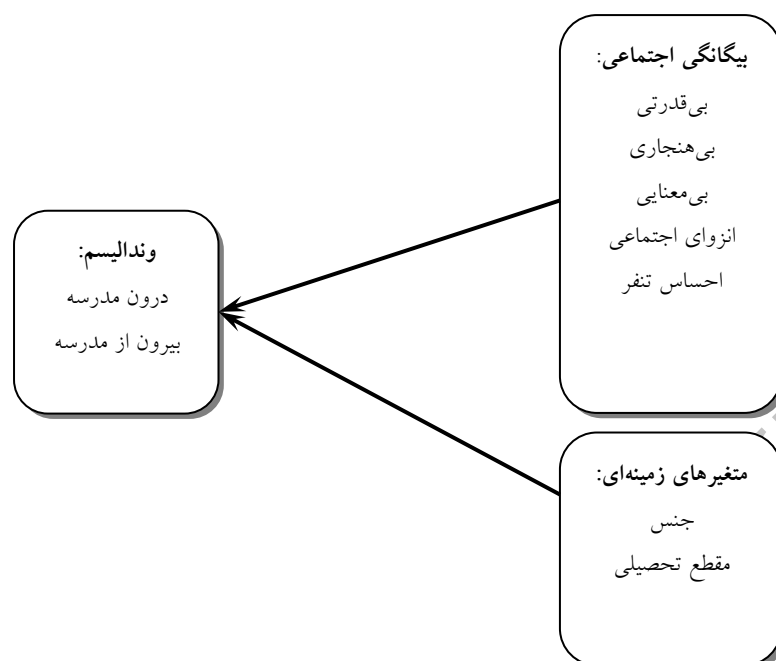 بیگانگی اجتماعی:
بی‌قدرتی
بی‌هنجاری
بی‌معنایی
انزوای اجتماعی
احساس تنفر
وندالیسم:
درون مدرسه
بیرون از مدرسه
متغیرهای زمینه‌ای:
جنس
مقطع تحصیلی